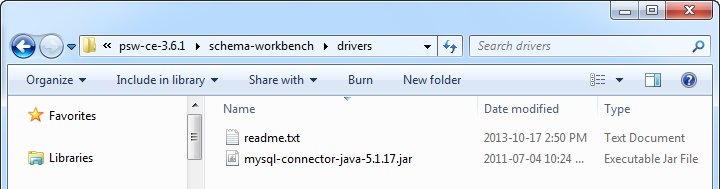 « psw-ce-3.6.1 schema-workbench drivers Search drivers
Organize Include in library Share with Burn New folder
Favorites
Libraries
Name Date modified Type
readme.txt 2013-10-17 2:50 PM Text Document
mysql-connector-java-5.1.17.jar 2011-07-04 10:24 ... Executable Jar File